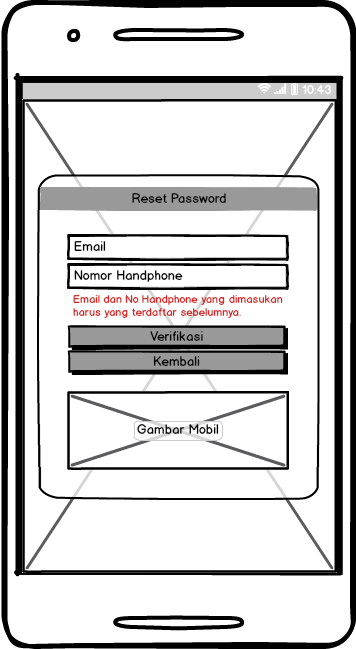 10:43
Reset Password
Email
Nomor Handphone
Email dan No Handphone yang dimasukan
harus yang terdaftar sebelumnya.
Verifikasi
Kembali
Gambar Mobil